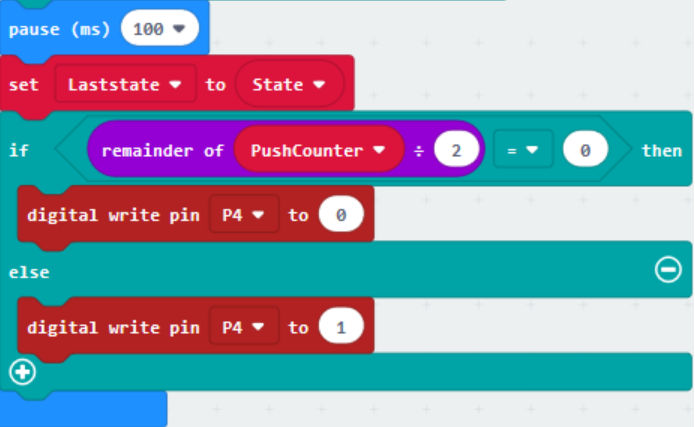 pause (ms) 100
set Laststate to State
if remainder of PushCounter ÷ 2 = 0 then
digital write pin P4 to 0
else
digital write pin P4 to 1